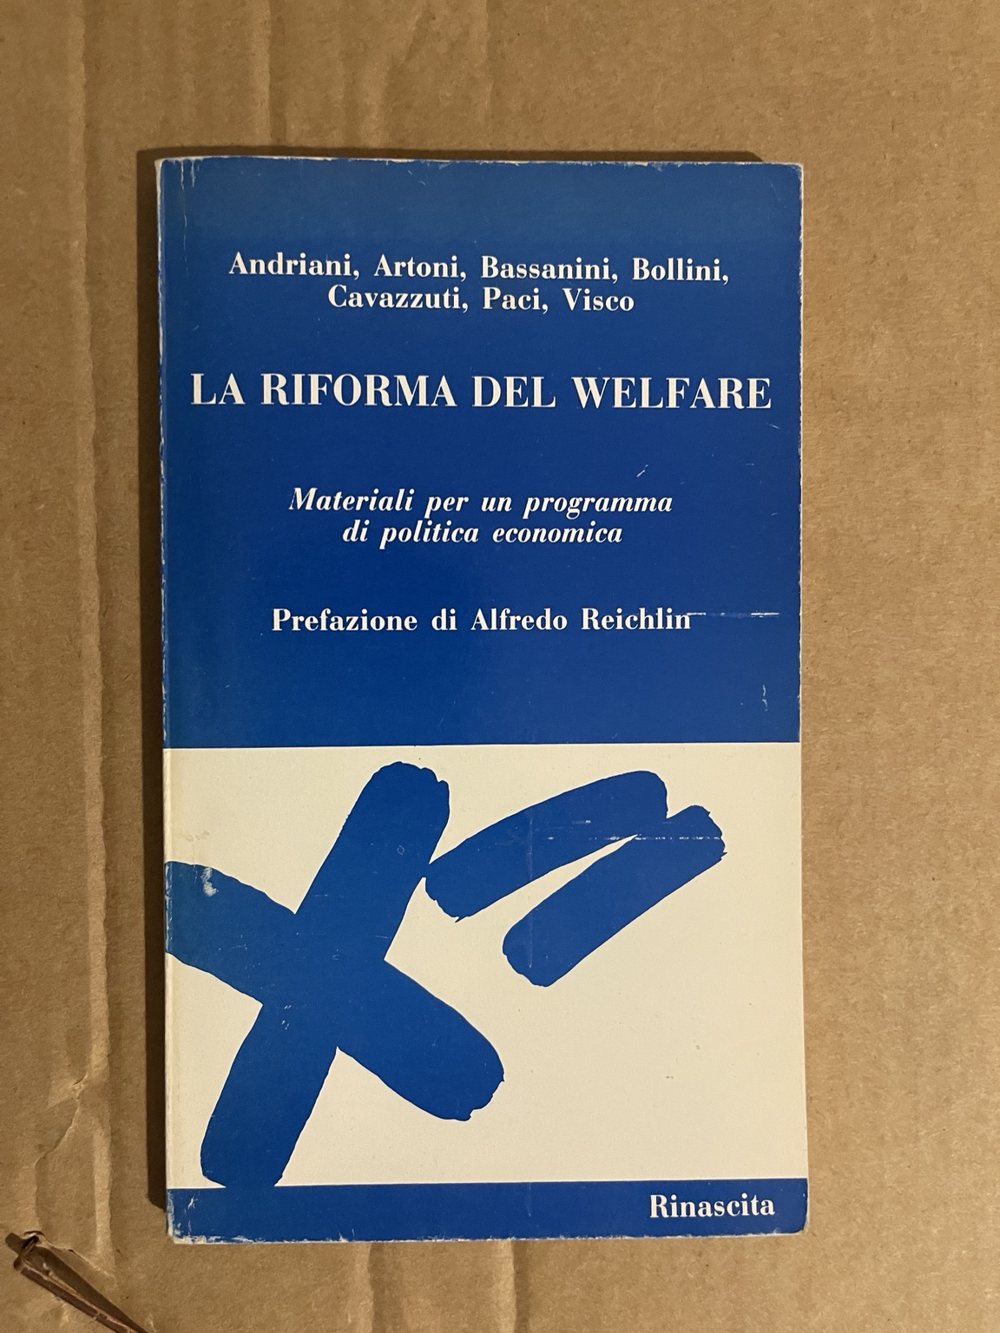 Andriani, Artoni, Bassanini, Bollini,
Cavazzuti, Paci, Visco
LA RIFORMA DEL WELFARE
Materiali per un programma
di politica economica
Prefazione di Alfredo Reichlin
Rinascita